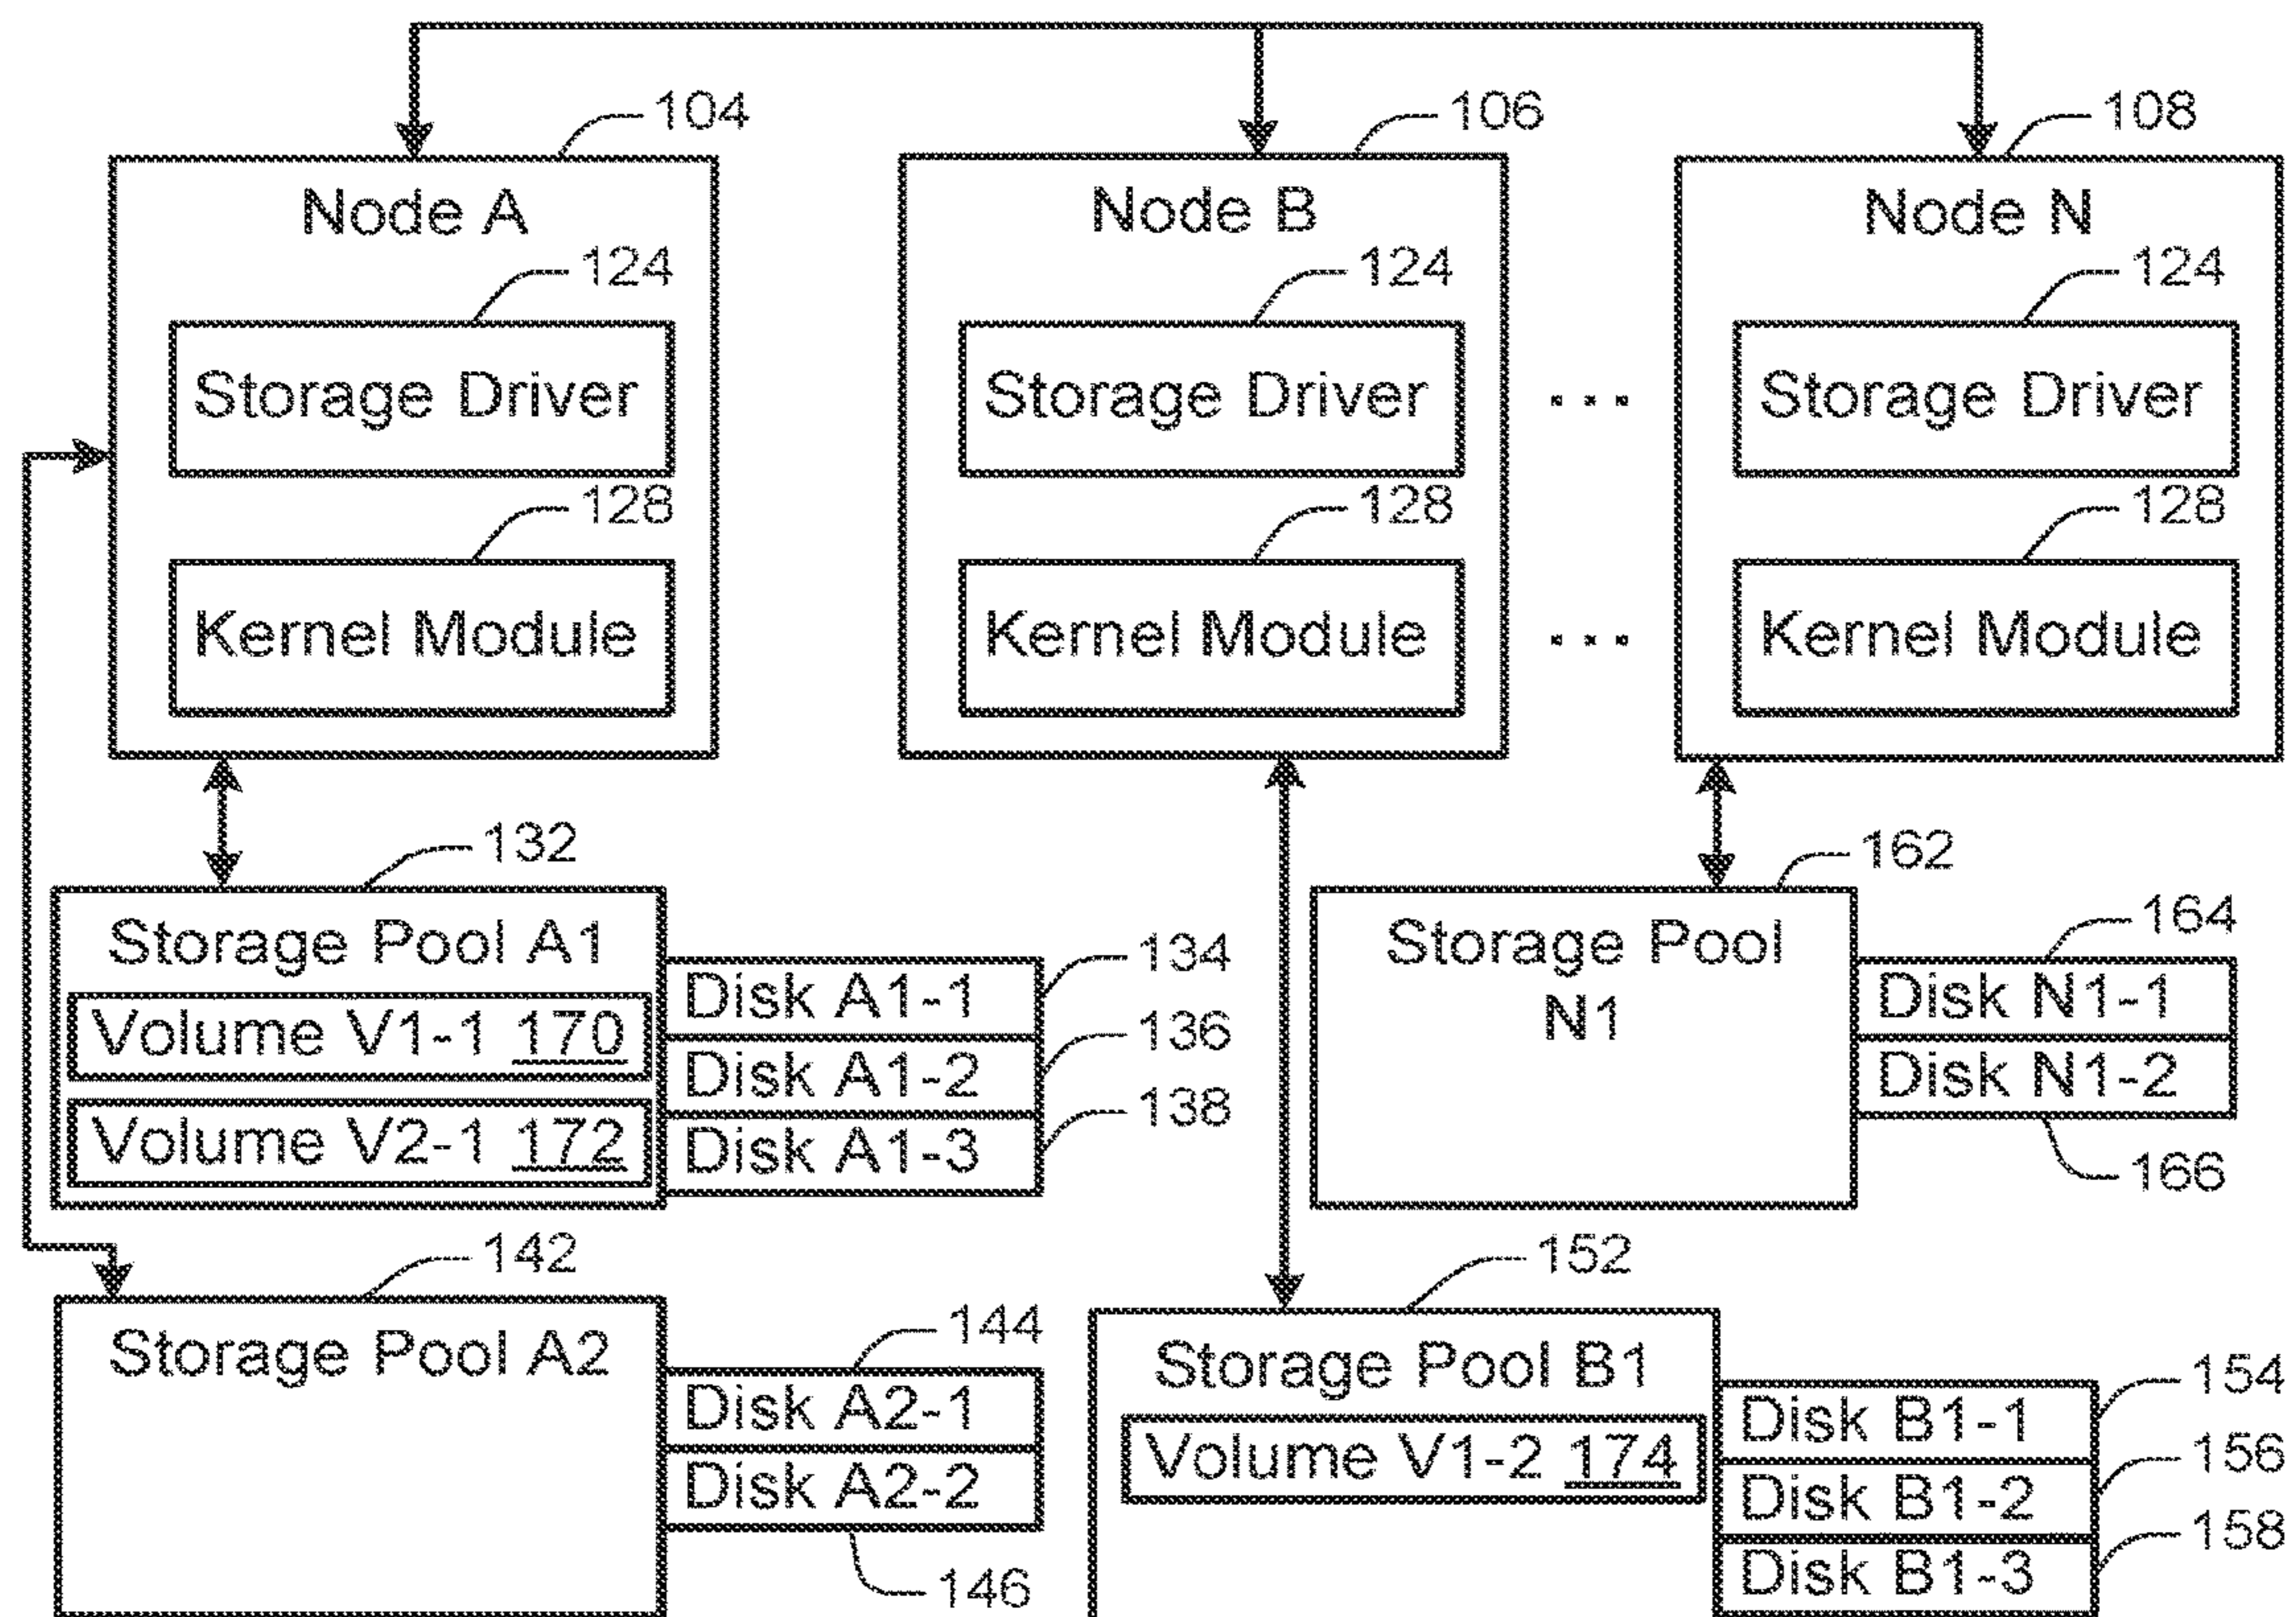 104
106
108
Node A
Node B
Node N
124
124
124
Storage Driver
Storage Driver
...
Storage Driver
128
128
128
Kernel Module
Kernel Module
...
Kernel Module
132
162
Storage Pool A1
Volume V1-1 170
Volume V2-1 172
Disk A1-1
Disk A1-2
Disk A1-3
134
136
138
Storage Pool
N1
164
Disk N1-1
Disk N1-2
166
142
Storage Pool A2
144
Disk A2-1
Disk A2-2
146
152
Storage Pool B1
Volume V1-2 174
Disk B1-1
Disk B1-2
Disk B1-3
154
156
158